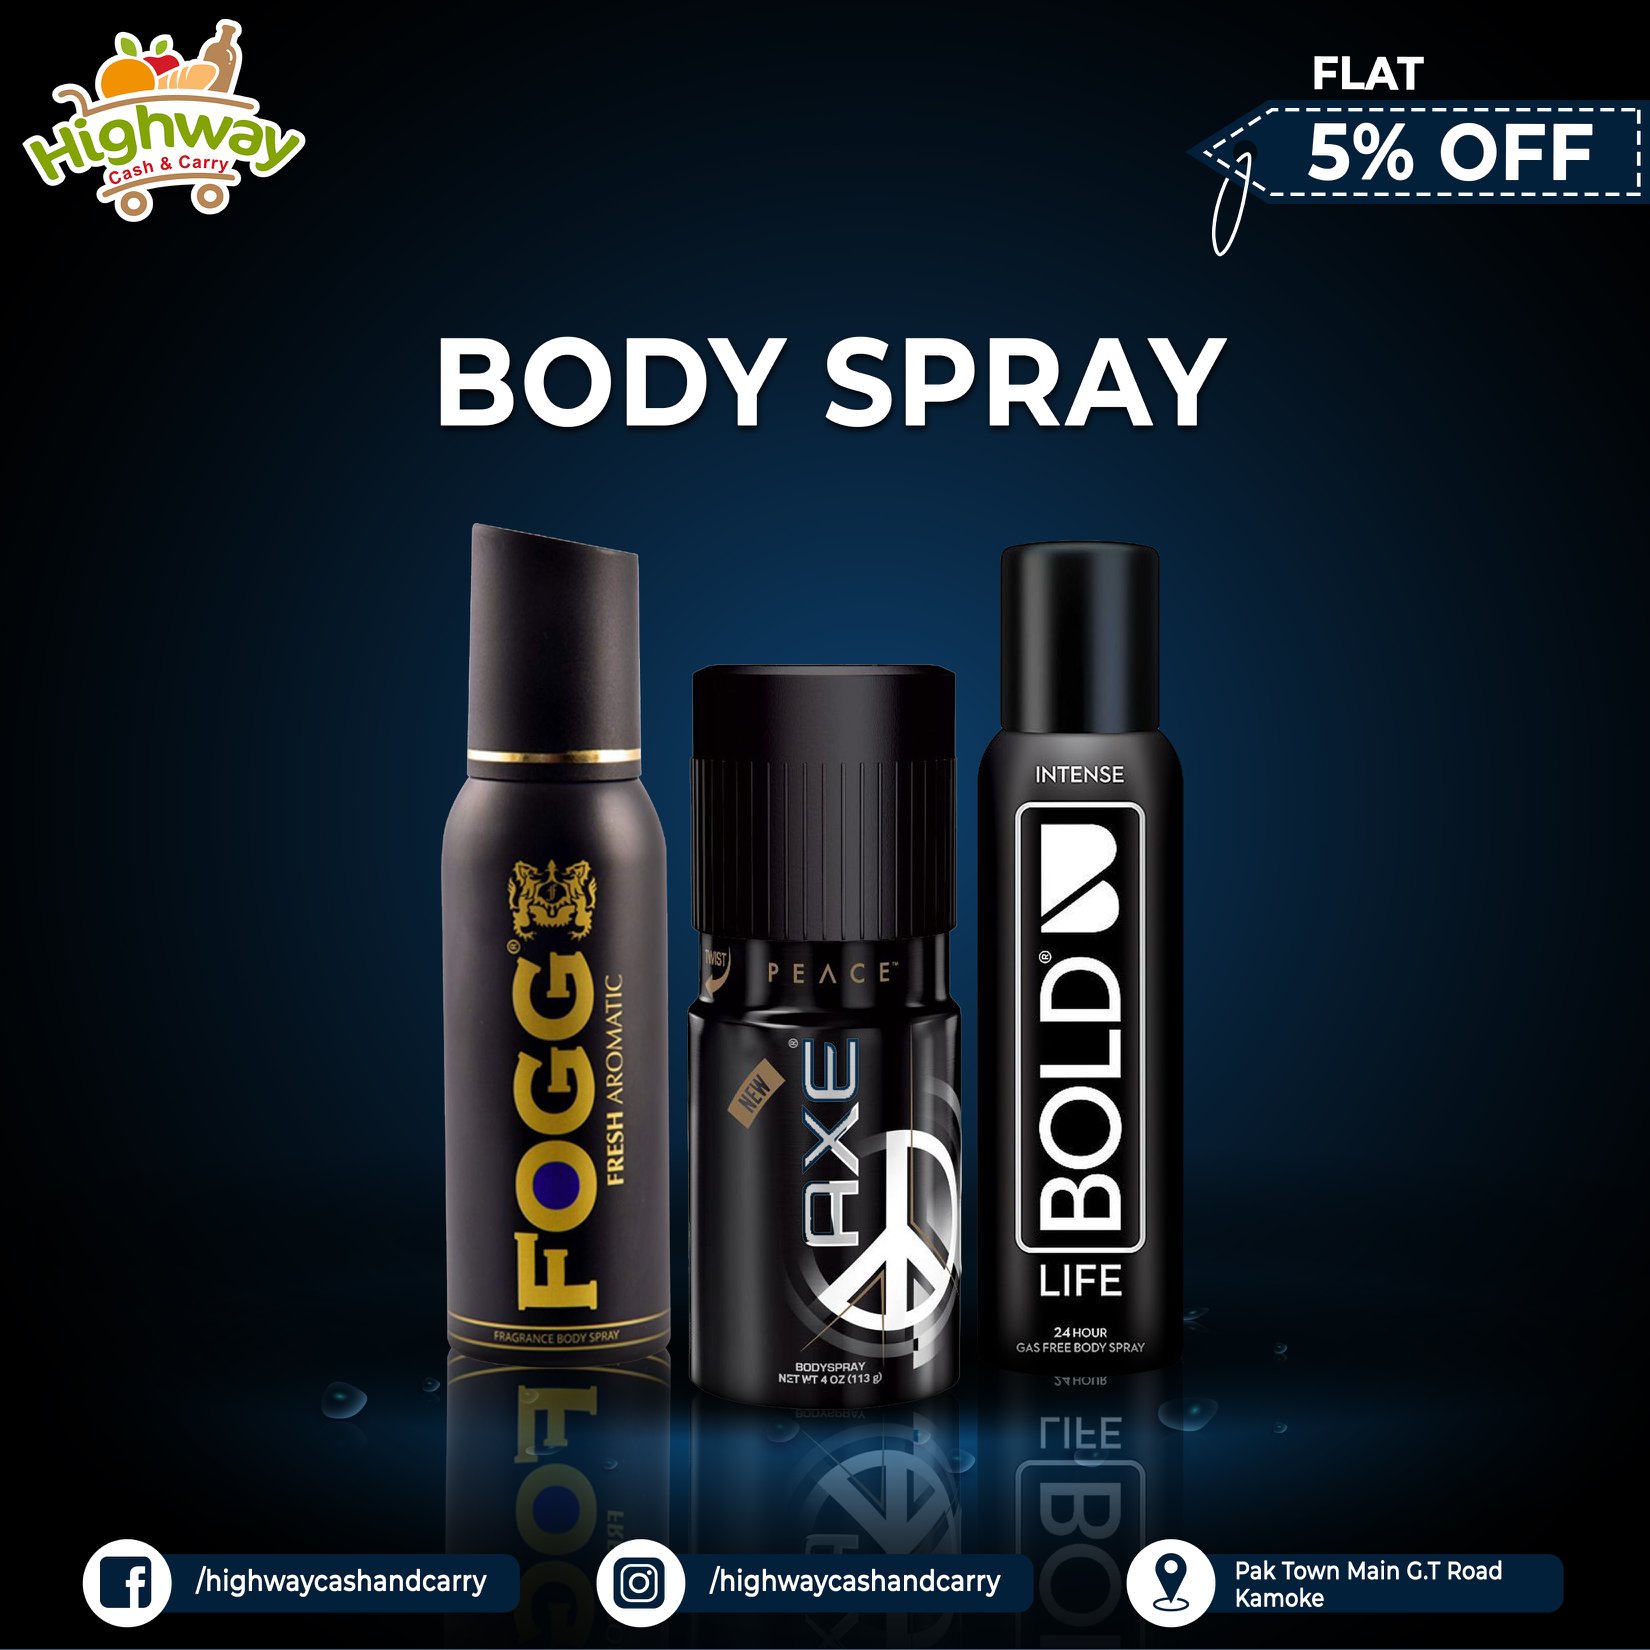 Highway
Cash & Carry
FLAT
5% OFF
BODY SPRAY
FOGG®
FRESH AROMATIC
FRAGRANCE BODY SPRAY
TWIST
PEACE™
NEW
AXE®
BODYSPRAY
NET WT 4 OZ (113 g)
INTENSE
BOLD®
LIFE
24 HOUR
GAS FREE BODY SPRAY
/highwaycashandcarry
/highwaycashandcarry
Pak Town Main G.T Road
Kamoke